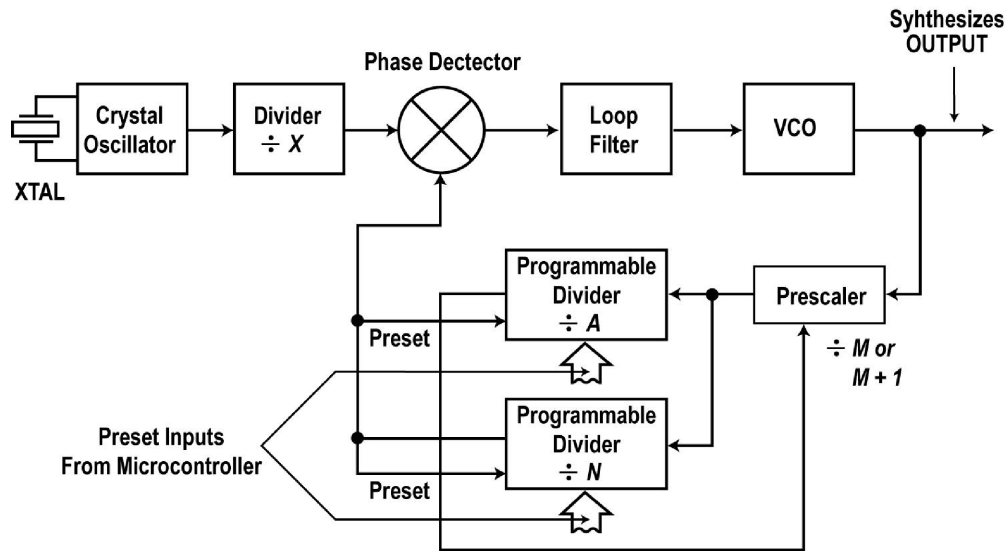 Syhthesizes
OUTPUT
Phase Dectector
Crystal
Oscillator
Divider
÷ X
Loop
Filter
VCO
XTAL
Programmable
Divider
÷ A
Prescaler
Preset
÷ M or
M + 1
Programmable
Divider
÷ N
Preset Inputs
From Microcontroller
Preset